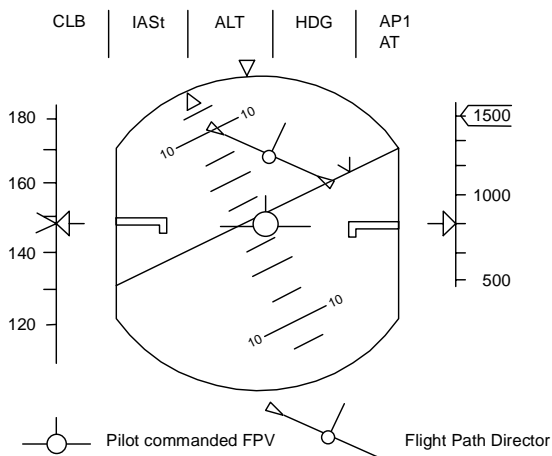 CLB IASt ALT HDG AP1
AT
180
160
140
120
10
10
10
10
1500
1000
500
Pilot commanded FPV
Flight Path Director